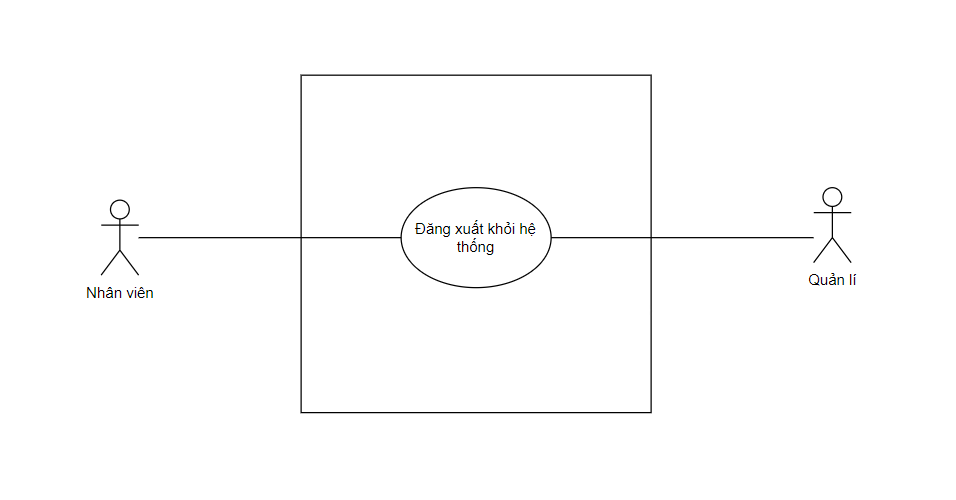 Đăng xuất khỏi hệ
thống
Nhân viên
Quản lí